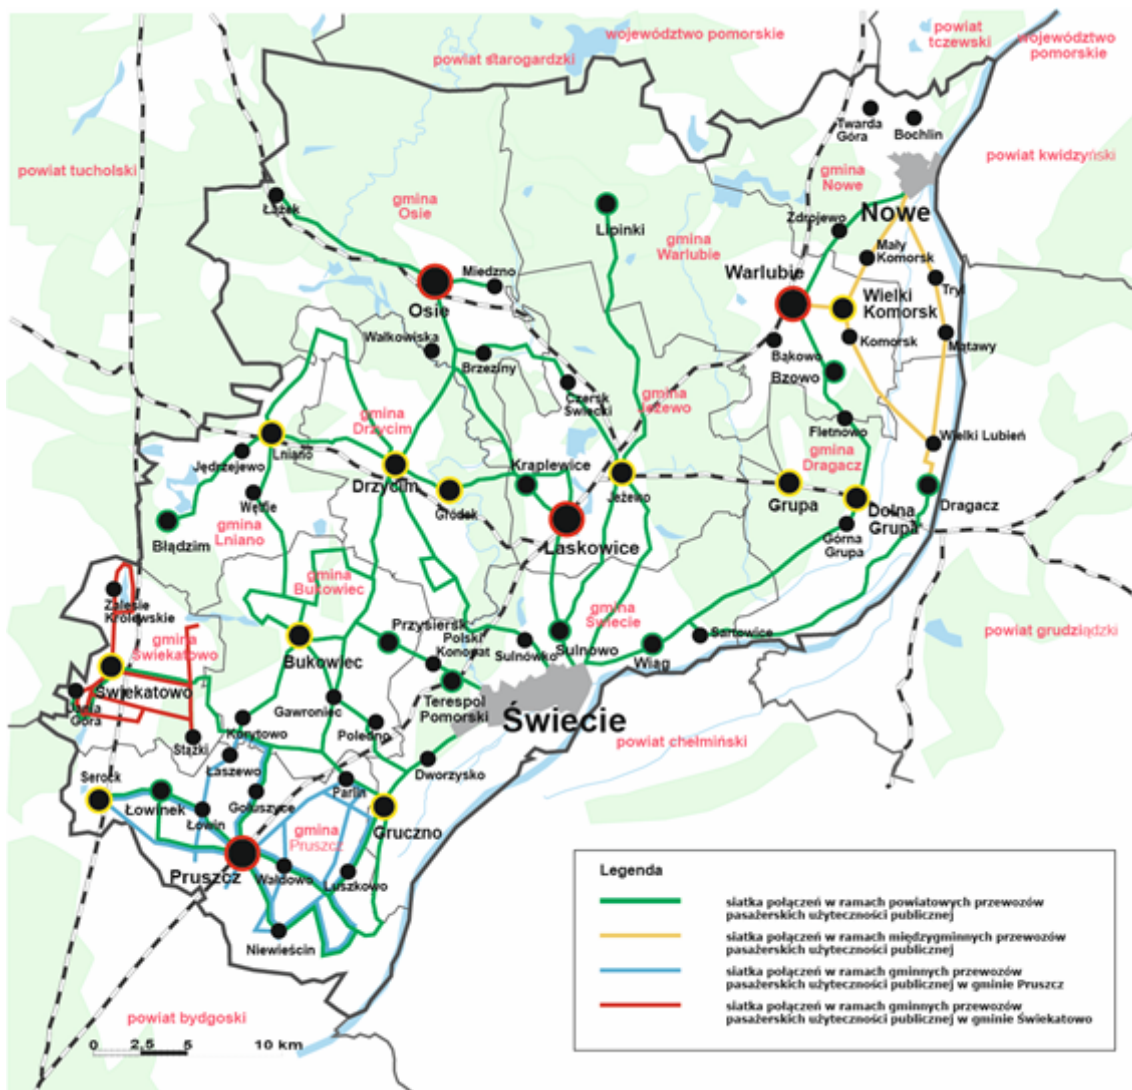 województwo pomorskie
powiat tczewski
województwo pomorskie
powiat starogardzki
Twarda Góra
Bochlin
powiat tucholski
powiat kwidzyński
gmina Nowe
gmina Osie
Łążek
Lipinki
Zdrojewo
Nowe
gmina Warlubie
Mały Komorsk
Miedzno
Warlubie
Tryl
Osie
Wielki Komorsk
Wałkowiska
Komorsk
Mątawy
Brzeziny
Bąkowo
Bzowo
Czersk Świecki
gmina Jeżewo
gmina Drzycim
Fletnowo
Wielki Lubień
Lniano
Jędrzejewo
gmina Dragacz
Krąplewice
Drzycim
Jeżewo
Wętfie
Gródek
Grupa
Dolna Grupa
Dragacz
gmina Lniano
Błądzim
Laskowice
Górna Grupa
gmina Bukowiec
Zalesie Królewskie
gmina Świecie
gmina Świekatowo
Przysiersk
Polski Konopat
Sulnówko
Sulnowo
Sartowice
powiat grudziądzki
Bukowiec
Wiąg
Świekatowo
Terespol Pomorski
Świecie
Jania Góra
Gawroniec
Korytowo
Poledno
Stążki
powiat chełmiński
Łaszewo
Dworzysko
Serock
Parlin
Łowinek
Gołuszyce
Łowin
Gruczno
gmina Pruszcz
Pruszcz
Wałdowo
Luszkowo
Niewieścin
powiat bydgoski
0 2,5 5 10 km
Legenda
siatka połączeń w ramach powiatowych przewozów
pasażerskich użyteczności publicznej
siatka połączeń w ramach międzygminnych przewozów
pasażerskich użyteczności publicznej
siatka połączeń w ramach gminnych przewozów
pasażerskich użyteczności publicznej w gminie Pruszcz
siatka połączeń w ramach gminnych przewozów
pasażerskich użyteczności publicznej w gminie Świekatowo